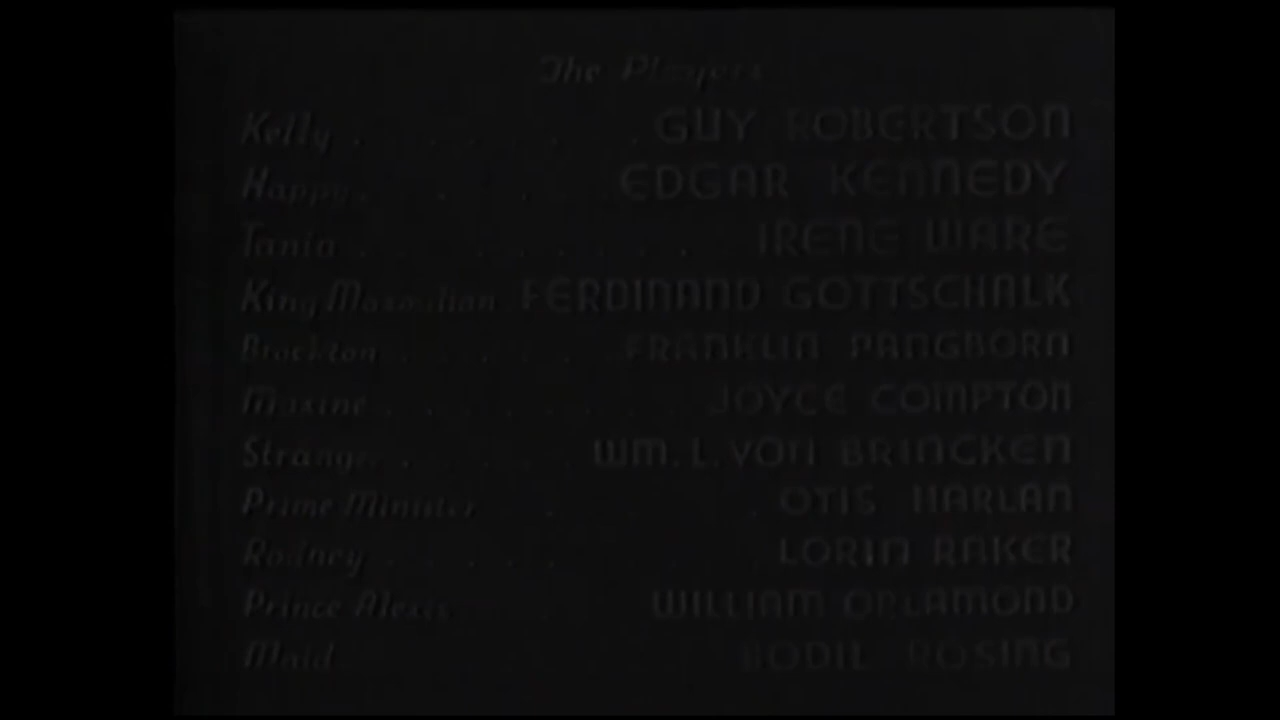 The Players
Kelly . . . . . GUY ROBERTSON
Happy . . . . EDGAR KENNEDY
Tania . . . . . . . IRENE WARE
King Maximilian FERDINAND GOTTSCHALK
Brockton . . . . . FRANKLIN PANGBORN
Maxine . . . . . . . JOYCE COMPTON
Stranger . . . . . WM. L. VON BRINCKEN
Prime Minister . . . . OTIS HARLAN
Rodney . . . . . LORIN RAKER
Prince Alexis . . . WILLIAM ORLAMOND
Maid BODIL ROSING